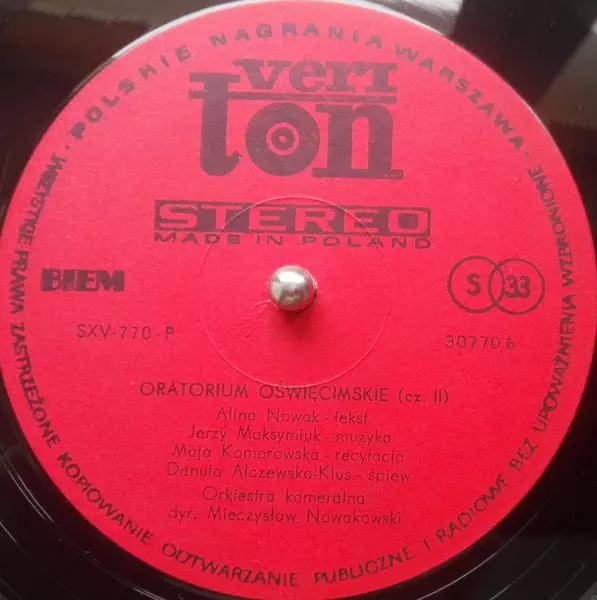 POLSKIE NAGRANIA WARSZAWA
veri
ton
STEREO
MADE IN POLAND
BIEM
S 33
SXV-770-P
30770.6
ORATORIUM OŚWIĘCIMSKIE (cz. II)
Alina Nowak - tekst
Jerzy Maksymiuk - muzyka
Maja Komorowska - recytacja
Danuta Alczewska-Klus - śpiew
Orkiestra kameralna
dyr. Mieczysław Nowakowski
WSZYSTKIE PRAWA ZASTRZEŻONE KOPIOWANIE ODTWARZANIE PUBLICZNE I RADIOWE BEZ UPOWAŻNIENIA WZBRONIONE